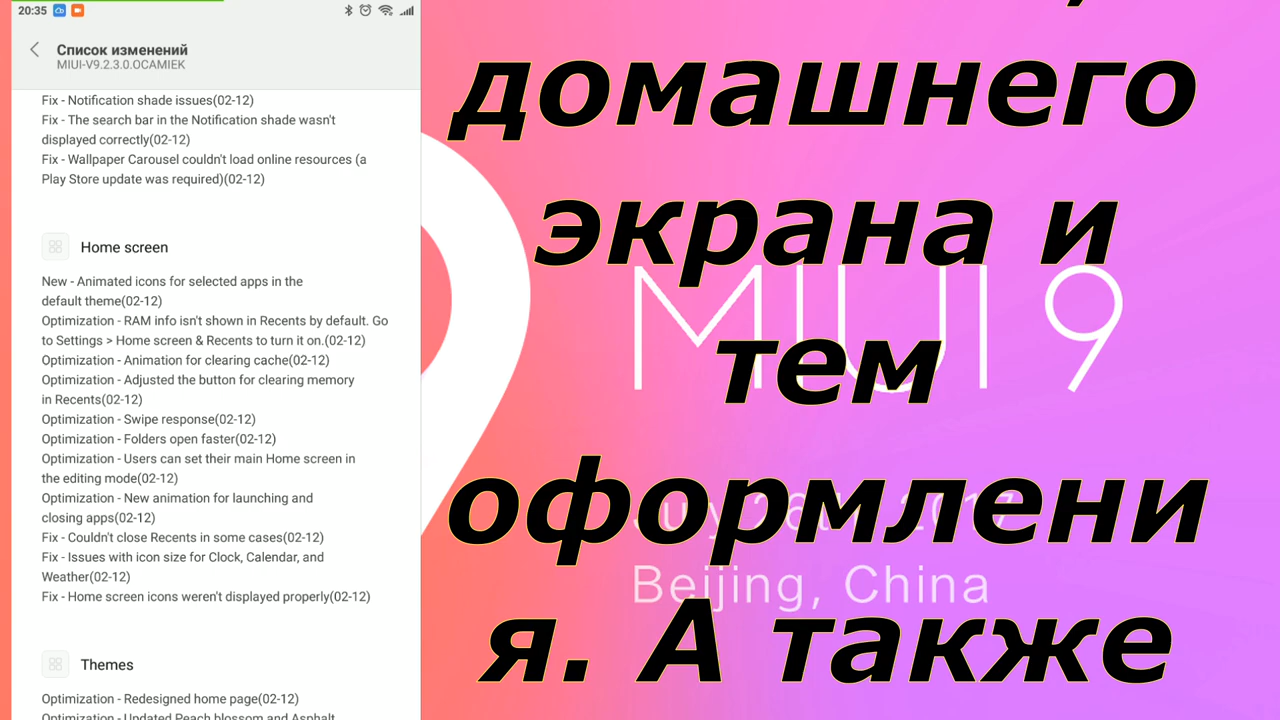 20:35
Список изменений
MIUI-V9.2.3.0.OCAMIEK
Fix - Notification shade issues(02-12)
Fix - The search bar in the Notification shade wasn't
displayed correctly(02-12)
Fix - Wallpaper Carousel couldn't load online resources (a
Play Store update was required)(02-12)
Home screen
New - Animated icons for selected apps in the
default theme(02-12)
Optimization - RAM info isn't shown in Recents by default. Go
to Settings > Home screen & Recents to turn it on.(02-12)
Optimization - Animation for clearing cache(02-12)
Optimization - Adjusted the button for clearing memory
in Recents(02-12)
Optimization - Swipe response(02-12)
Optimization - Folders open faster(02-12)
Optimization - Users can set their main Home screen in
the editing mode(02-12)
Optimization - New animation for launching and
closing apps(02-12)
Fix - Couldn't close Recents in some cases(02-12)
Fix - Issues with icon size for Clock, Calendar, and
Weather(02-12)
Fix - Home screen icons weren't displayed properly(02-12)
Themes
Optimization - Redesigned home page(02-12)
Optimization - Updated Peach blossom and Asphalt
домашнего
экрана и
тем
оформлени
я. А также
MIUI 9
July 26th, 2017
Beijing, China